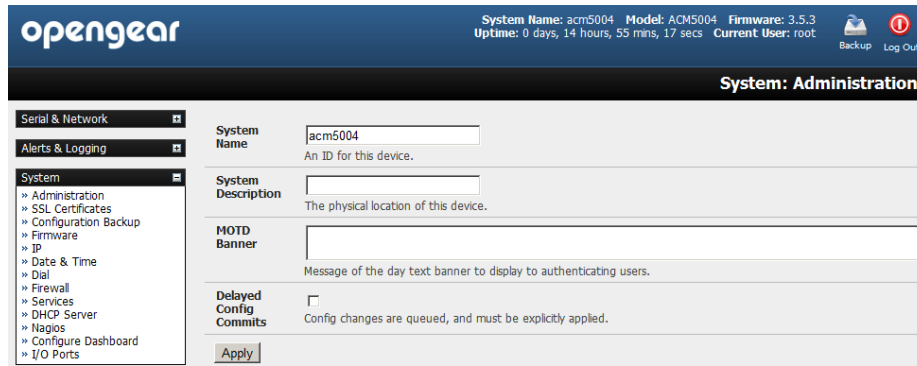 opengear
System Name: acm5004 Model: ACM5004 Firmware: 3.5.3
Uptime: 0 days, 14 hours, 55 mins, 17 secs Current User: root
Backup
Log Out
System: Administration
Serial & Network
Alerts & Logging
System
» Administration
» SSL Certificates
» Configuration Backup
» Firmware
» IP
» Date & Time
» Dial
» Firewall
» Services
» DHCP Server
» Nagios
» Configure Dashboard
» I/O Ports
System Name
acm5004
An ID for this device.
System Description
The physical location of this device.
MOTD Banner
Message of the day text banner to display to authenticating users.
Delayed Config Commits
Config changes are queued, and must be explicitly applied.
Apply